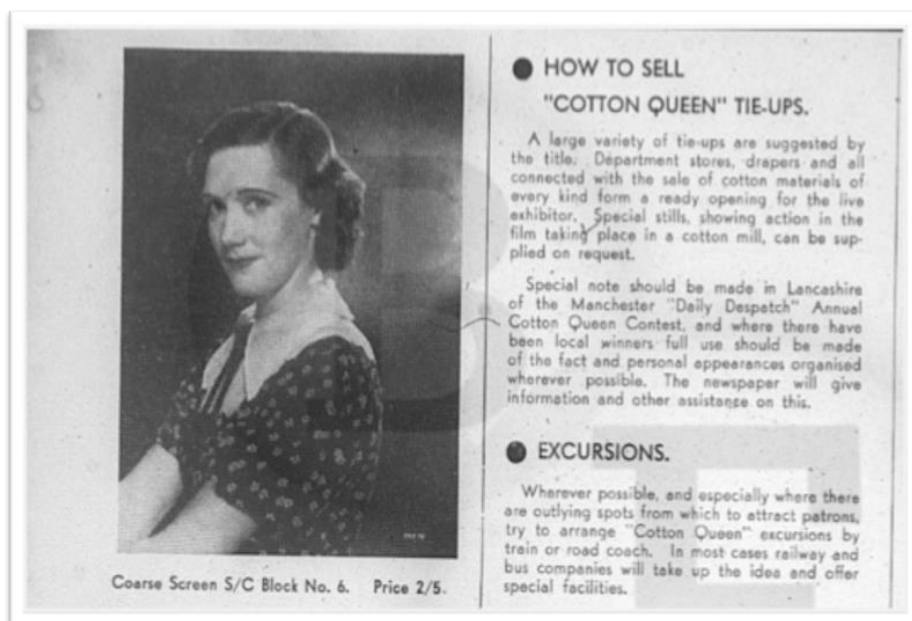 Coarse Screen S/C Block No. 6. Price 2/5.
● HOW TO SELL
"COTTON QUEEN" TIE-UPS.
A large variety of tie-ups are suggested by
the title. Department stores, drapers and all
connected with the sale of cotton materials of
every kind form a ready opening for the live
exhibitor. Special stills, showing action in the
film taking place in a cotton mill, can be sup-
plied on request.
Special note should be made in Lancashire
of the Manchester "Daily Despatch" Annual
Cotton Queen Contest, and where there have
been local winners full use should be made
of the fact and personal appearances organised
wherever possible. The newspaper will give
information and other assistance on this.
● EXCURSIONS.
Wherever possible, and especially where there
are outlying spots from which to attract patrons,
try to arrange "Cotton Queen" excursions by
train or road coach. In most cases railway and
bus companies will take up the idea and offer
special facilities.